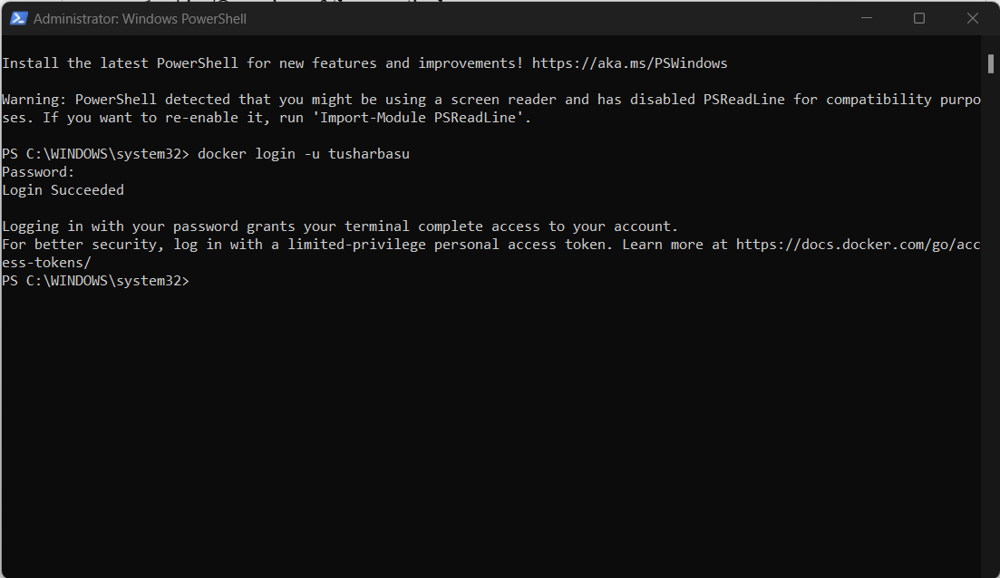 Administrator: Windows PowerShell
Install the latest PowerShell for new features and improvements! https://aka.ms/PSWindows
Warning: PowerShell detected that you might be using a screen reader and has disabled PSReadLine for compatibility purpo
ses. If you want to re-enable it, run 'Import-Module PSReadLine'.
PS C:\WINDOWS\system32> docker login -u tusharbasu
Password:
Login Succeeded
Logging in with your password grants your terminal complete access to your account.
For better security, log in with a limited-privilege personal access token. Learn more at https://docs.docker.com/go/acc
ess-tokens/
PS C:\WINDOWS\system32>